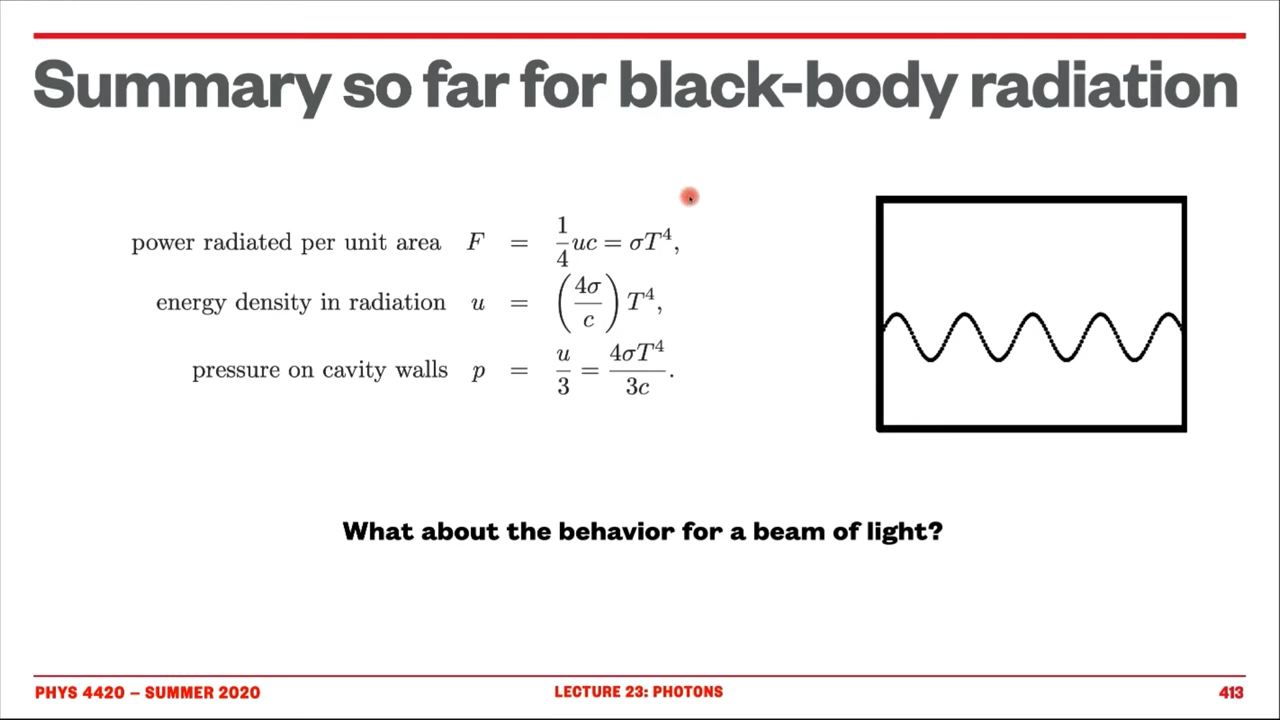 Summary so far for black-body radiation
power radiated per unit area F = 1/4 uc = σT⁴,
energy density in radiation u = (4σ/c) T⁴,
pressure on cavity walls p = u/3 = 4σT⁴/3c.
What about the behavior for a beam of light?
PHYS 4420 – SUMMER 2020 LECTURE 23: PHOTONS 413